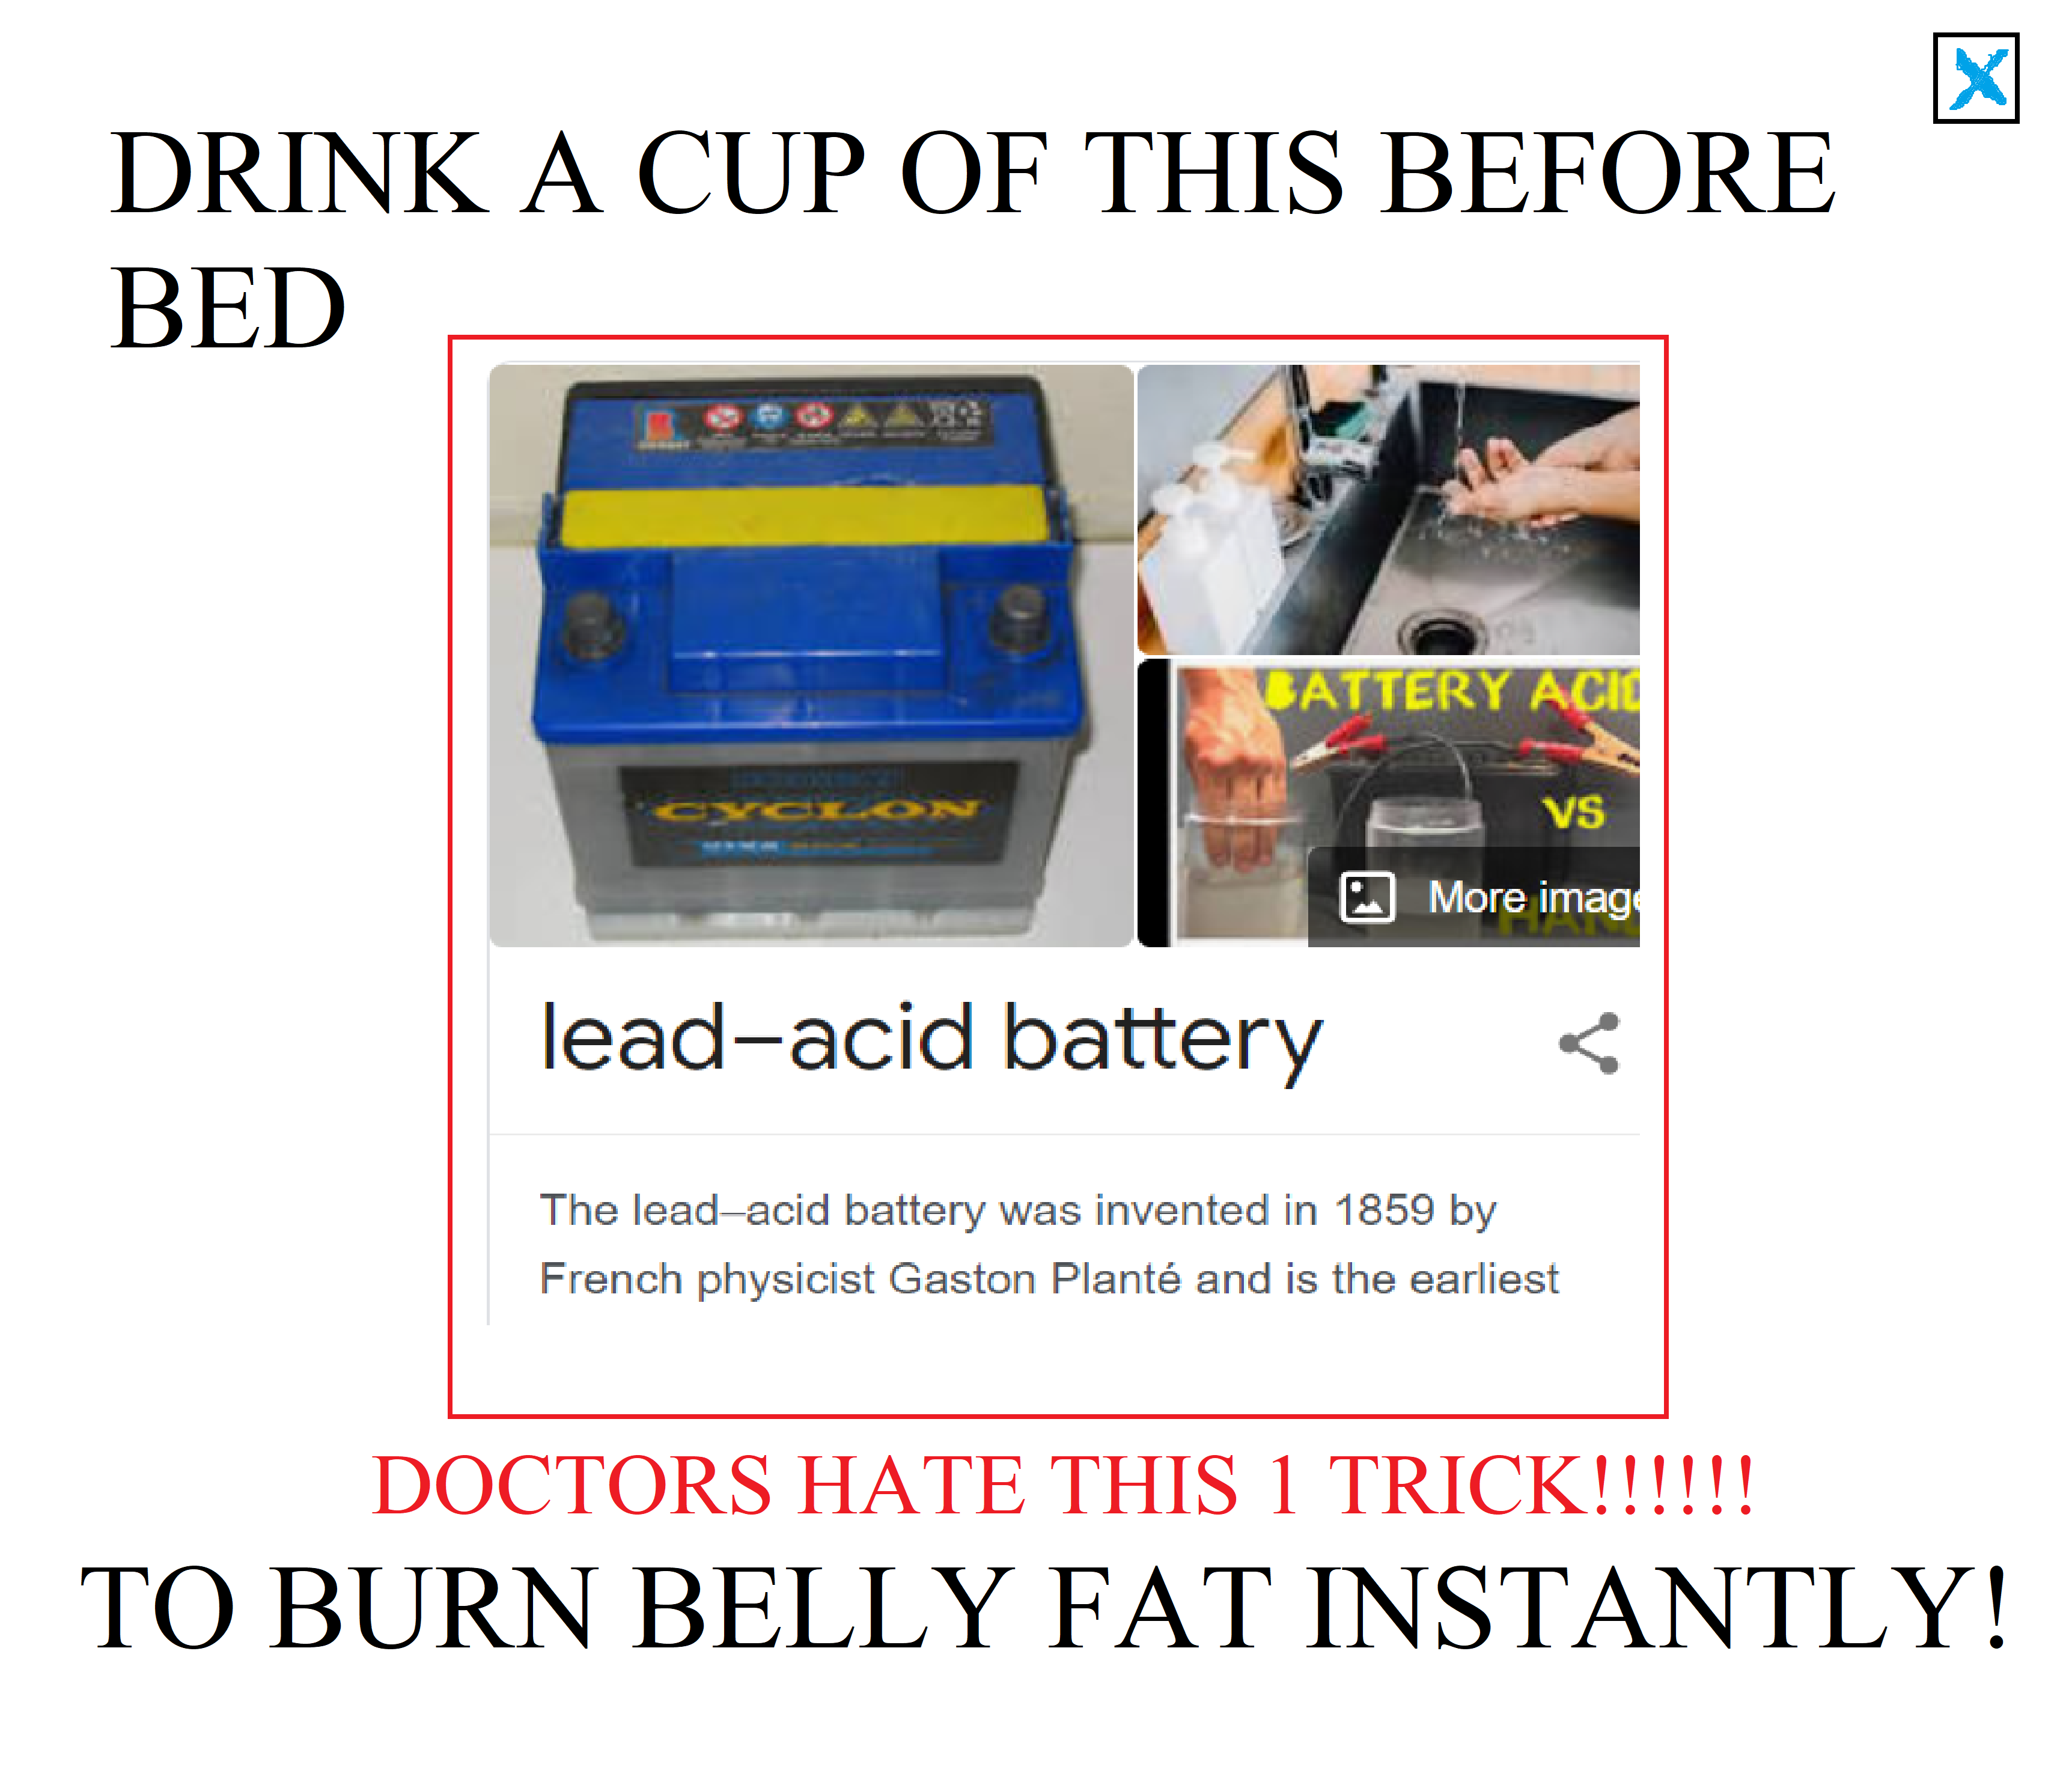 DRINK A CUP OF THIS BEFORE
BED
CYCLON
BATTERY ACID
VS
More image
lead–acid battery
The lead–acid battery was invented in 1859 by
French physicist Gaston Planté and is the earliest
DOCTORS HATE THIS 1 TRICK!!!!!!
TO BURN BELLY FAT INSTANTLY!